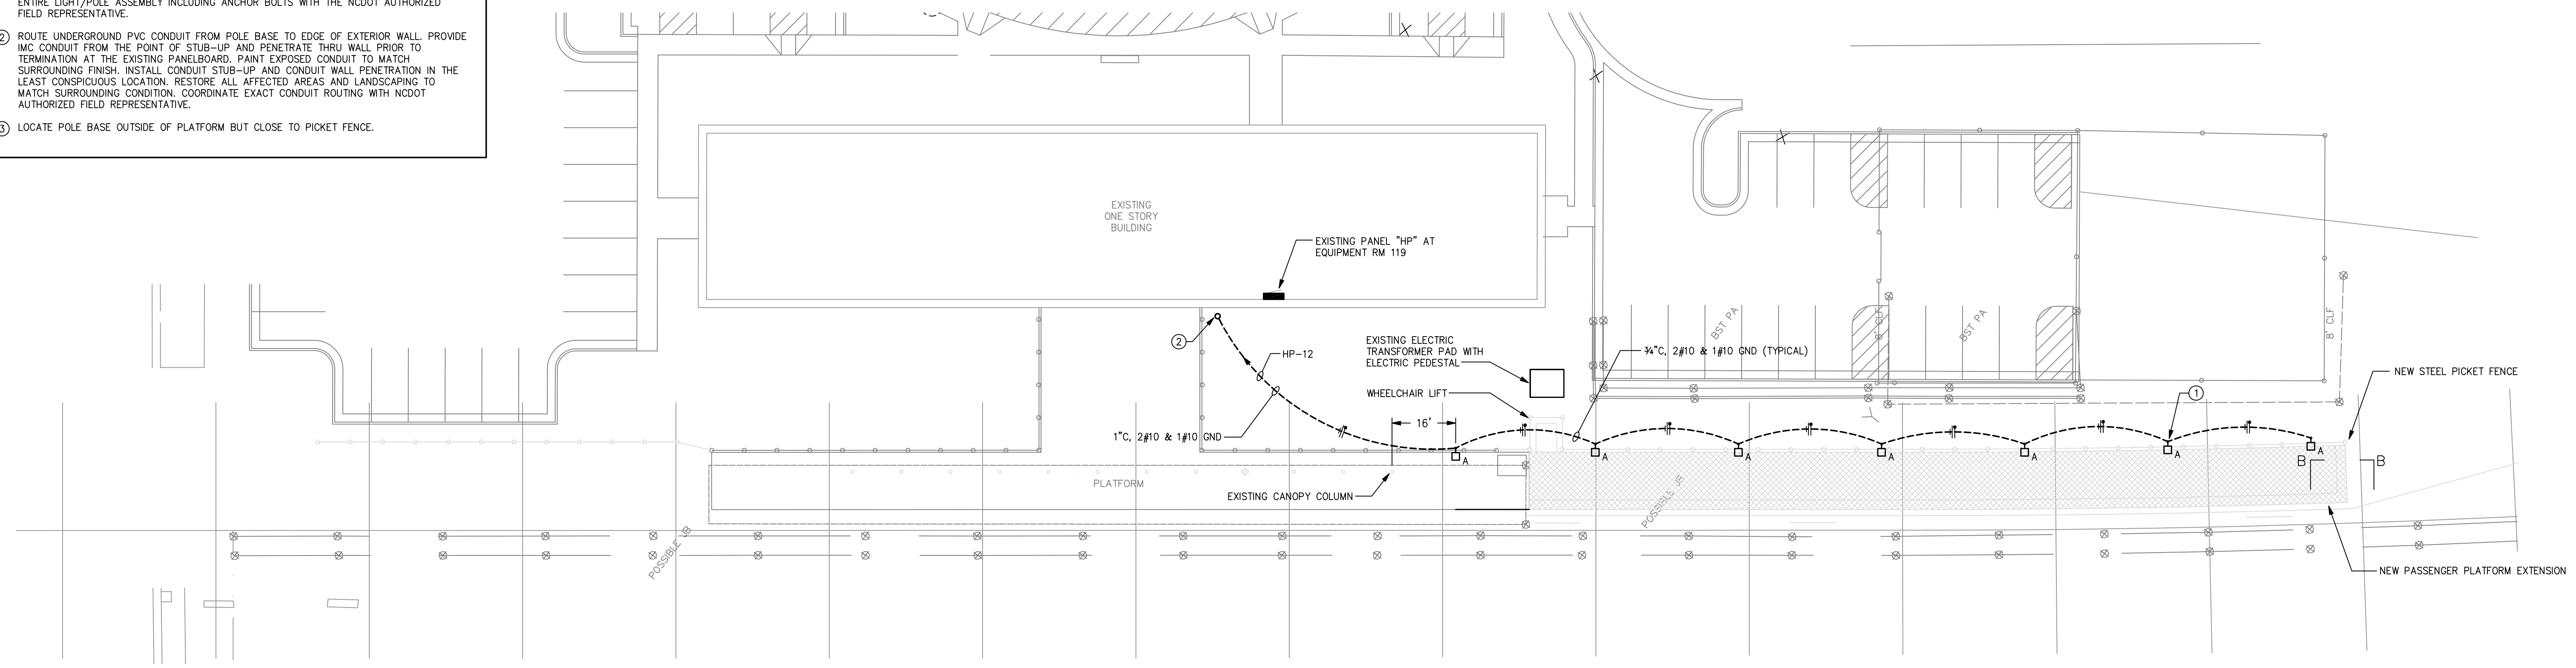 ENTIRE LIGHT/POLE ASSEMBLY INCLUDING ANCHOR BOLTS WITH THE NCDOT AUTHORIZED
FIELD REPRESENTATIVE.
2 ROUTE UNDERGROUND PVC CONDUIT FROM POLE BASE TO EDGE OF EXTERIOR WALL. PROVIDE
IMC CONDUIT FROM THE POINT OF STUB-UP AND PENETRATE THRU WALL PRIOR TO
TERMINATION AT THE EXISTING PANELBOARD. PAINT EXPOSED CONDUIT TO MATCH
SURROUNDING FINISH. INSTALL CONDUIT STUB-UP AND CONDUIT WALL PENETRATION IN THE
LEAST CONSPICUOUS LOCATION. RESTORE ALL AFFECTED AREAS AND LANDSCAPING TO
MATCH SURROUNDING CONDITION. COORDINATE EXACT CONDUIT ROUTING WITH NCDOT
AUTHORIZED FIELD REPRESENTATIVE.
3 LOCATE POLE BASE OUTSIDE OF PLATFORM BUT CLOSE TO PICKET FENCE.
EXISTING
ONE STORY
BUILDING
EXISTING PANEL "HP" AT
EQUIPMENT RM 119
2
HP-12
1"C, 2#10 & 1#10 GND
EXISTING ELECTRIC
TRANSFORMER PAD WITH
ELECTRIC PEDESTAL
WHEELCHAIR LIFT
16'
¾"C, 2#10 & 1#10 GND (TYPICAL)
BST PA
8' CLF
BST PA
8' CLF
NEW STEEL PICKET FENCE
1
A
A
A
A
A
A
A
B
B
PLATFORM
EXISTING CANOPY COLUMN
POSSIBLE JB
POSSIBLE JB
NEW PASSENGER PLATFORM EXTENSION